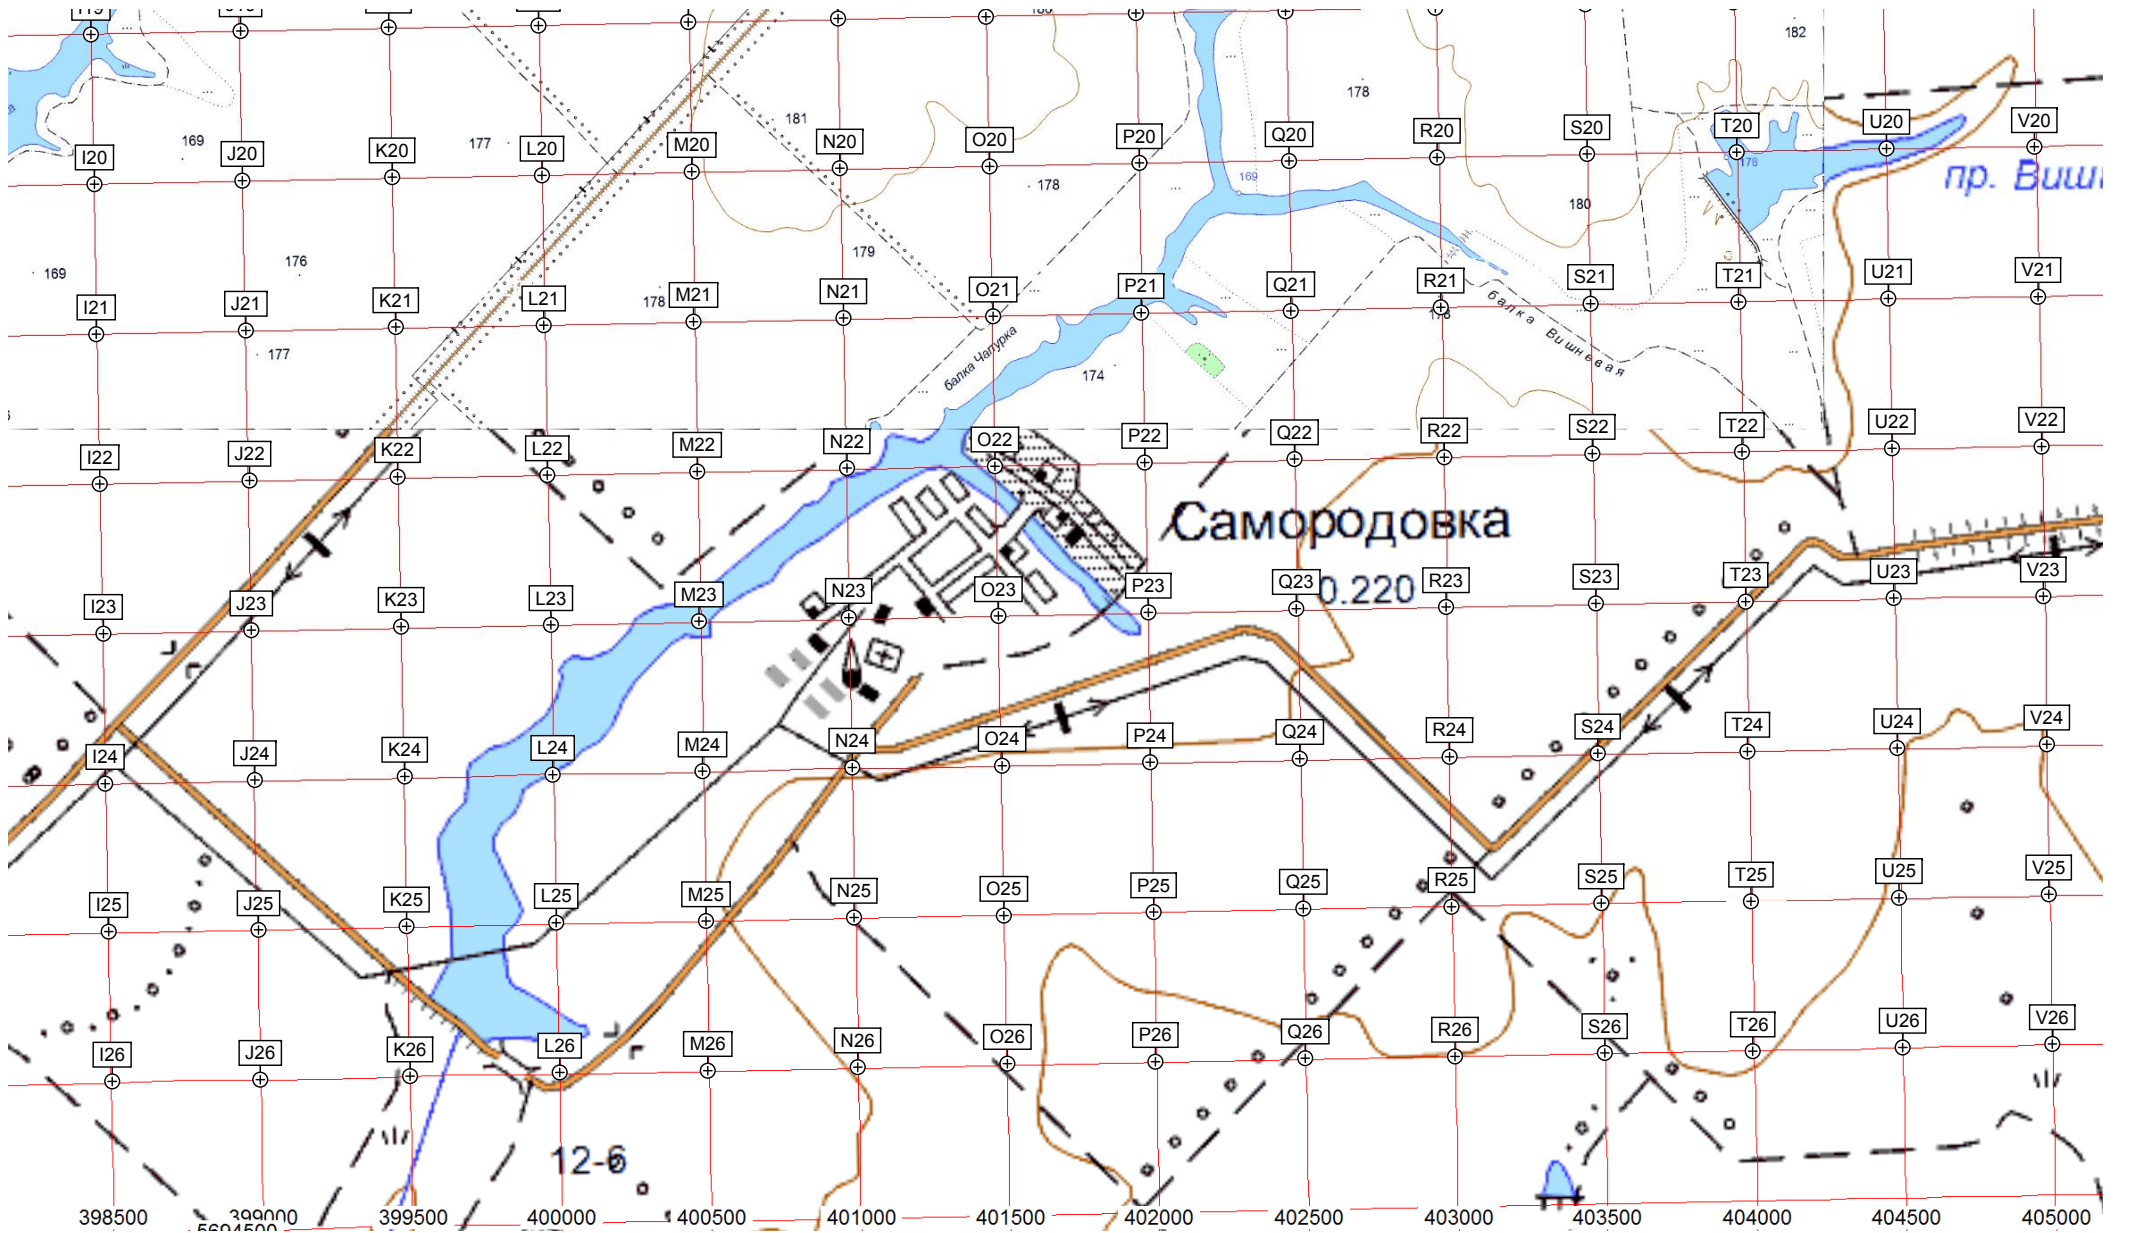 182
178
181
169
177
I20 J20 K20 L20 M20 N20 O20 P20 Q20 R20 S20 T20 U20 V20
178
169
178
180
пр. Виш
179
169
176
178
I21 J21 K21 L21 M21 N21 O21 P21 Q21 R21 S21 T21 U21 V21
балка Вишневая
балка Чапурка
177
174
I22 J22 K22 L22 M22 N22 O22 P22 Q22 R22 S22 T22 U22 V22
Самородовка
0.220
I23 J23 K23 L23 M23 N23 O23 P23 Q23 R23 S23 T23 U23 V23
I24 J24 K24 L24 M24 N24 O24 P24 Q24 R24 S24 T24 U24 V24
I25 J25 K25 L25 M25 N25 O25 P25 Q25 R25 S25 T25 U25 V25
I26 J26 K26 L26 M26 N26 O26 P26 Q26 R26 S26 T26 U26 V26
12-6
398500 399000 399500 400000 400500 401000 401500 402000 402500 403000 403500 404000 404500 405000